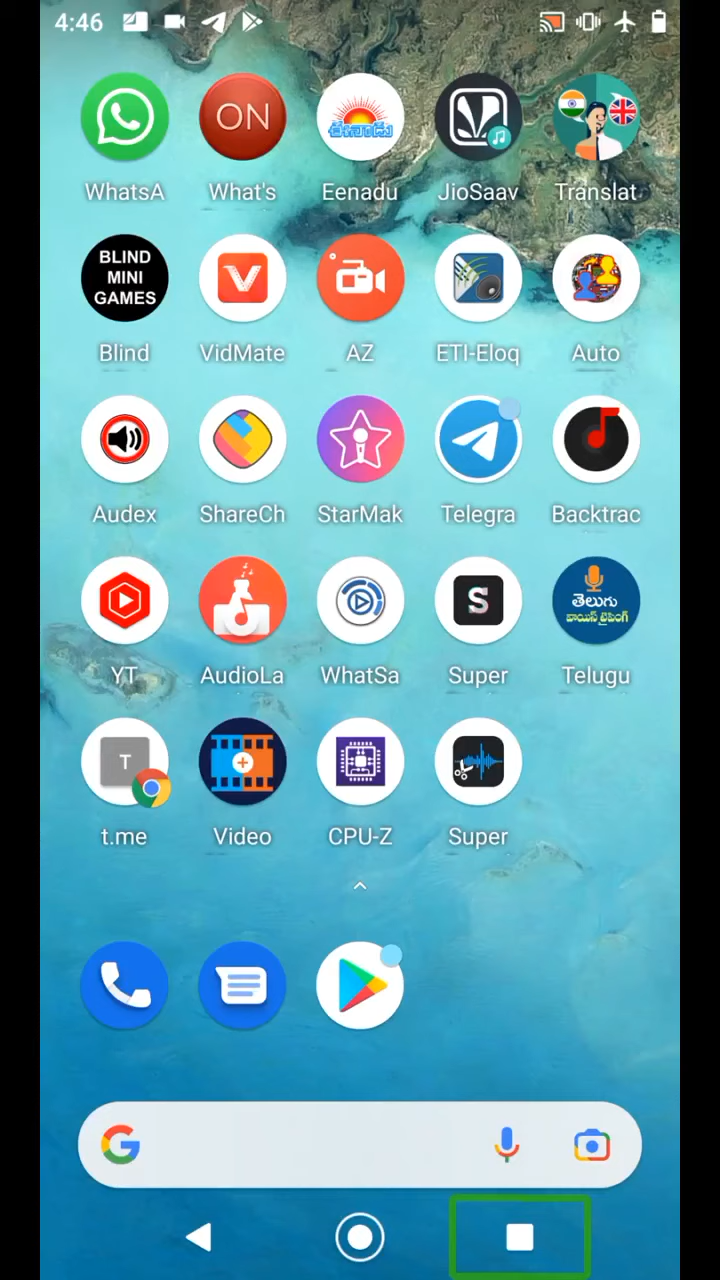 4:46
ON
ఈనాడు
WhatsA
What's
Eenadu
JioSaav
Translat
BLIND
MINI
GAMES
Blind
VidMate
AZ
ETI-Eloq
Auto
Audex
ShareCh
StarMak
Telegra
Backtrac
S
తెలుగు
వాయిస్ టైపింగ్
YT
AudioLa
WhatSa
Super
Telugu
T
t.me
Video
CPU-Z
Super
G